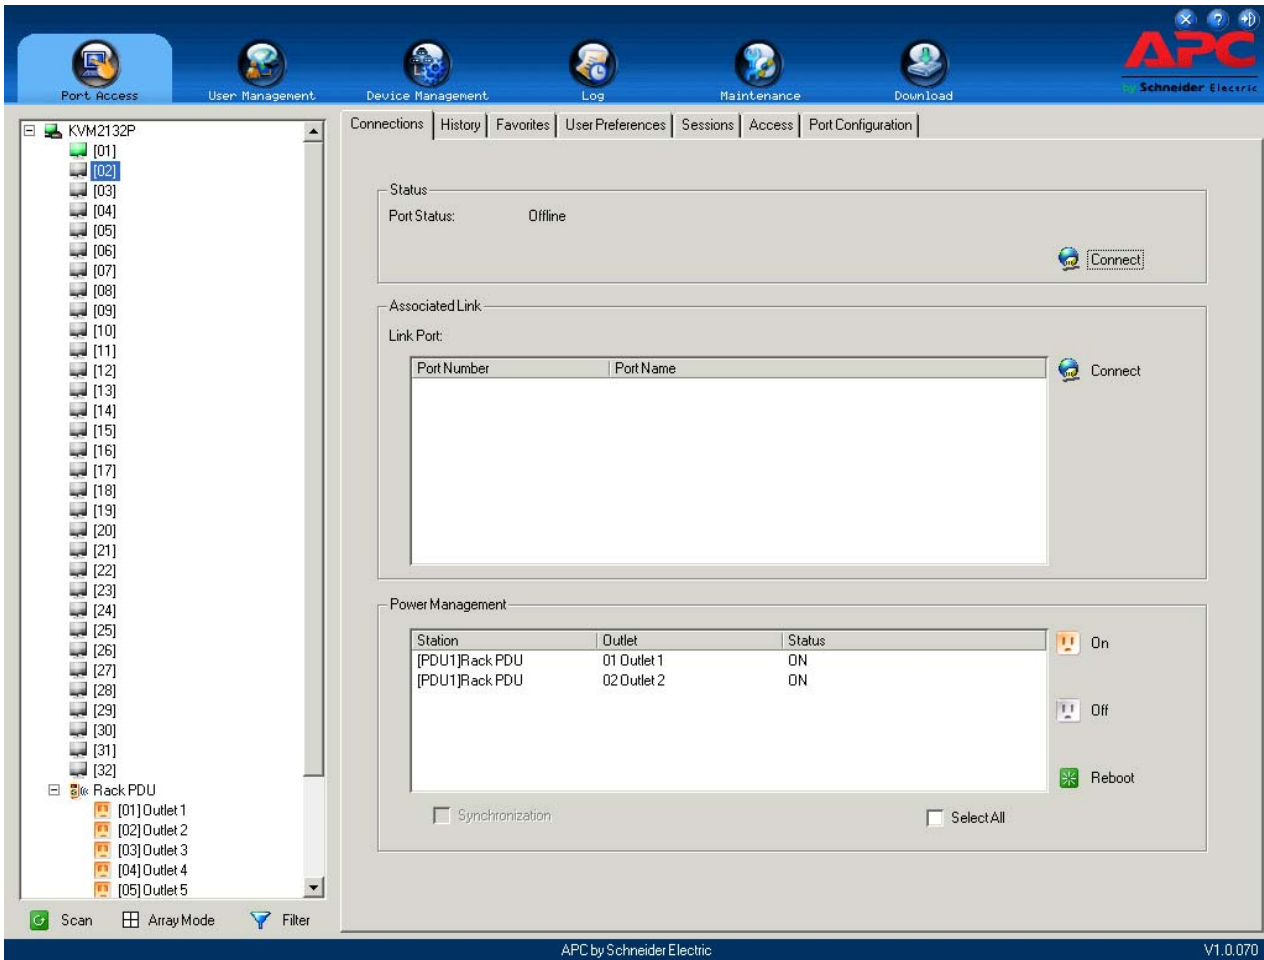 APC
by Schneider Electric
Port Access
User Management
Device Management
Log
Maintenance
Download
KVM2132P
[01]
[02]
[03]
[04]
[05]
[06]
[07]
[08]
[09]
[10]
[11]
[12]
[13]
[14]
[15]
[16]
[17]
[18]
[19]
[20]
[21]
[22]
[23]
[24]
[25]
[26]
[27]
[28]
[29]
[30]
[31]
[32]
Rack PDU
[01] Outlet 1
[02] Outlet 2
[03] Outlet 3
[04] Outlet 4
[05] Outlet 5
Scan
Array Mode
Filter
Connections
History
Favorites
User Preferences
Sessions
Access
Port Configuration
Status
Port Status: Offline
Connect
Associated Link
Link Port:
Port Number Port Name
Connect
Power Management
Station Outlet Status
[PDU1]Rack PDU 01 Outlet 1 ON
[PDU1]Rack PDU 02 Outlet 2 ON
On
Off
Reboot
Synchronization
Select All
APC by Schneider Electric
V1.0.070